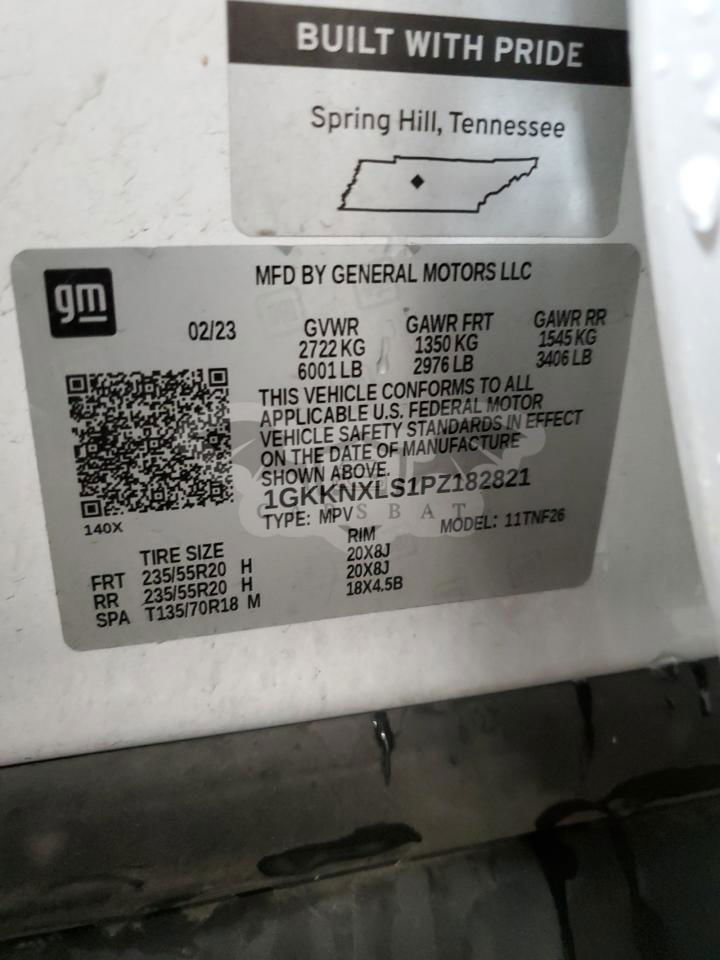 BUILT WITH PRIDE
Spring Hill, Tennessee
gm
MFD BY GENERAL MOTORS LLC
02/23 GVWR GAWR FRT GAWR RR
2722 KG 1350 KG 1545 KG
6001 LB 2976 LB 3406 LB
THIS VEHICLE CONFORMS TO ALL
APPLICABLE U.S. FEDERAL MOTOR
VEHICLE SAFETY STANDARDS IN EFFECT
ON THE DATE OF MANUFACTURE
SHOWN ABOVE.
1GKKNXLS1PZ182821
140X
TYPE: MPV MODEL: 11TNF26
CARSBAT
TIRE SIZE RIM
FRT 235/55R20 H 20X8J
RR 235/55R20 H 20X8J
SPA T135/70R18 M 18X4.5B